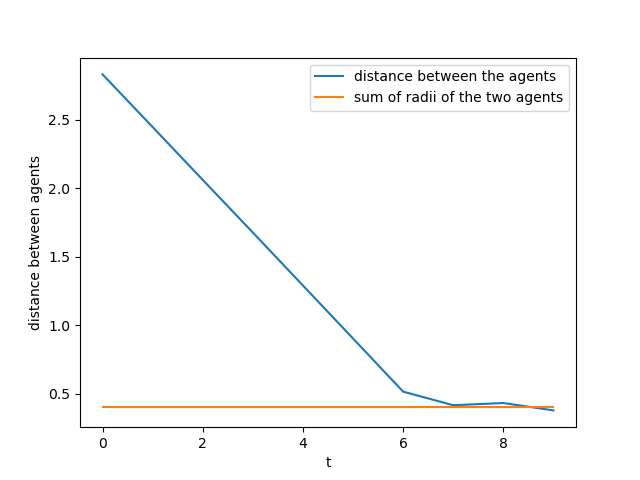 distance between the agents
sum of radii of the two agents
distance between agents
2.5
2.0
1.5
1.0
0.5
0 2 4 6 8
t